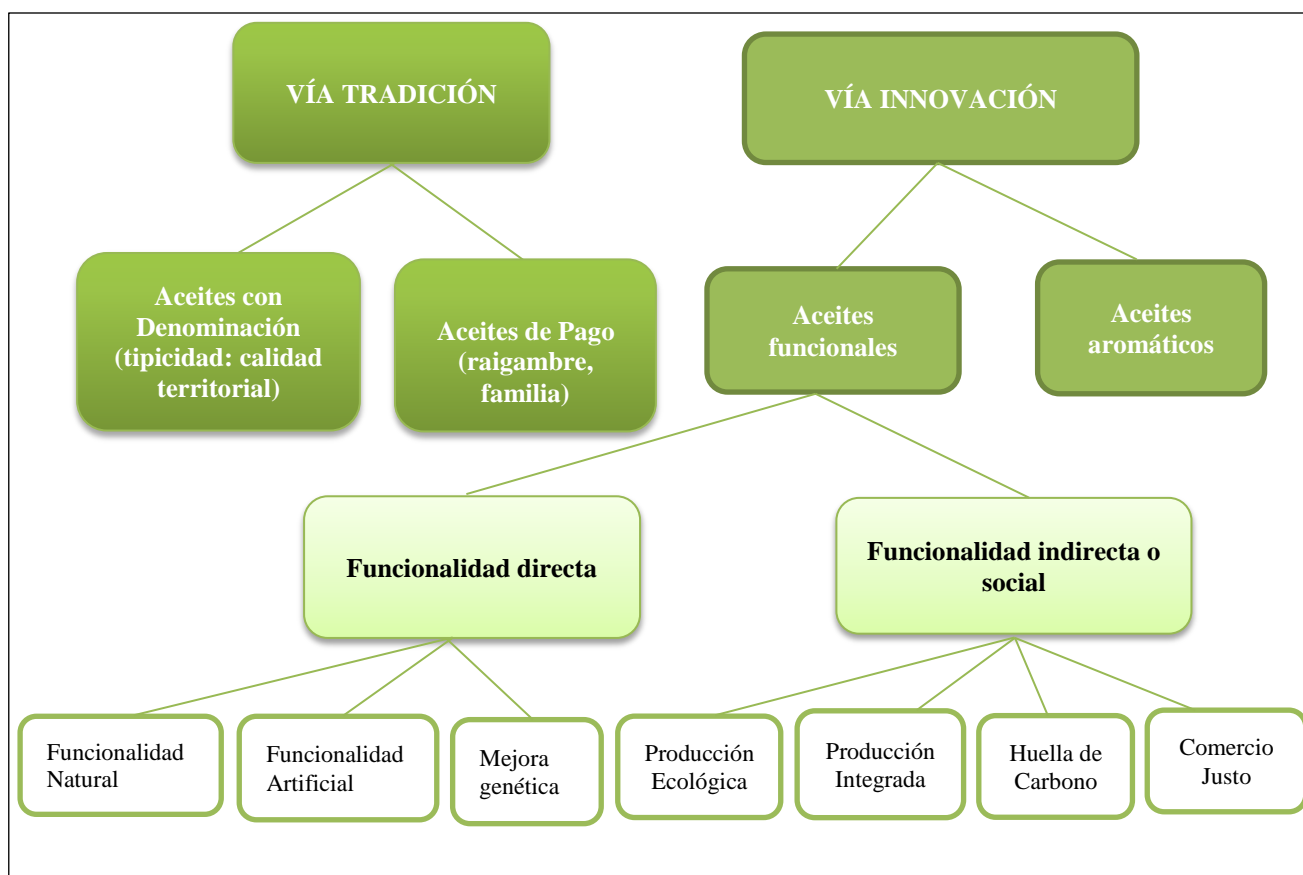 VÍA TRADICIÓN
VÍA INNOVACIÓN
Aceites con
Denominación
(tipicidad: calidad
territorial)
Aceites de Pago
(raigambre,
familia)
Aceites
funcionales
Aceites
aromáticos
Funcionalidad directa
Funcionalidad indirecta o
social
Funcionalidad
Natural
Funcionalidad
Artificial
Mejora
genética
Producción
Ecológica
Producción
Integrada
Huella de
Carbono
Comercio
Justo